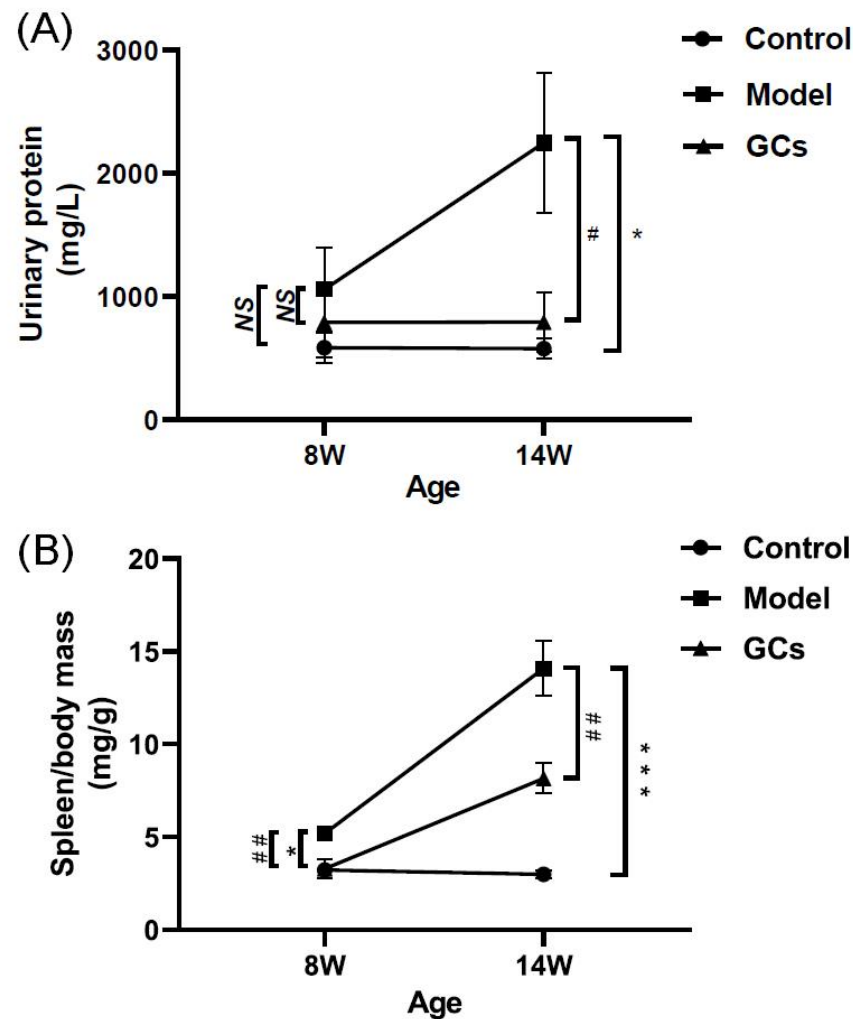 (A)
Urinary protein
(mg/L)
3000
2000
1000
0
NS
NS
#
*
8W
14W
Age
Control
Model
GCs
(B)
Spleen/body mass
(mg/g)
20
15
10
5
0
##
*
##
***
8W
14W
Age
Control
Model
GCs